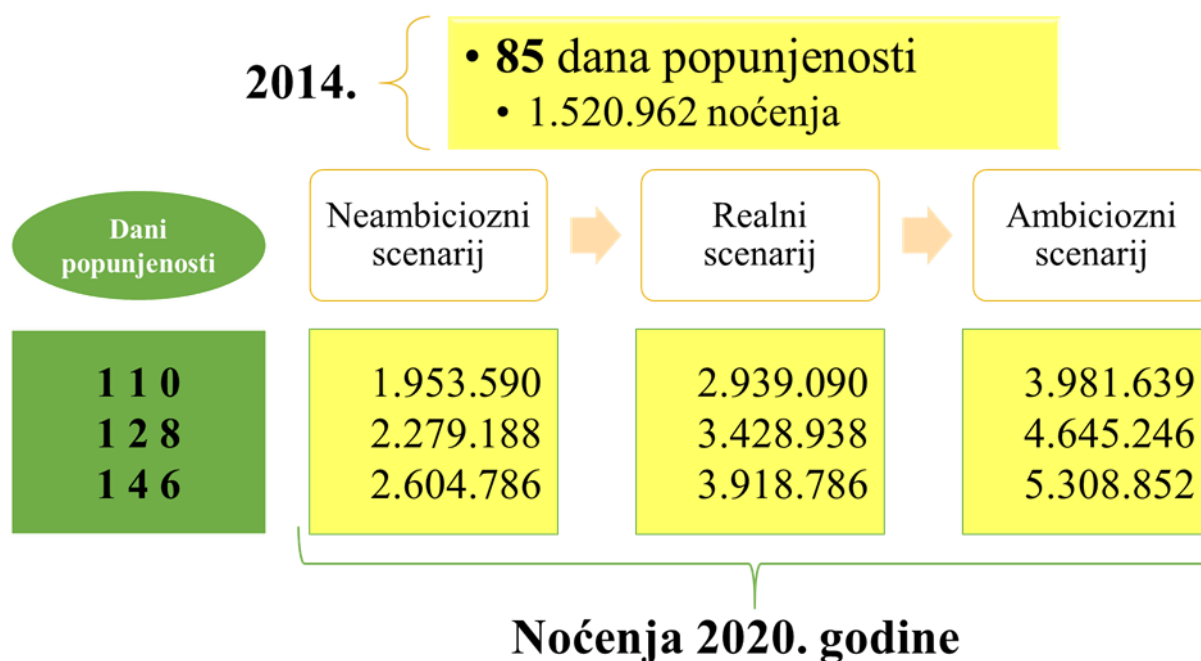 2014.
• 85 dana popunjenosti
• 1.520.962 noćenja
Dani
popunjenosti
Neambiciozni
scenarij
Realni
scenarij
Ambiciozni
scenarij
1 1 0 1.953.590 2.939.090 3.981.639
1 2 8 2.279.188 3.428.938 4.645.246
1 4 6 2.604.786 3.918.786 5.308.852
Noćenja 2020. godine